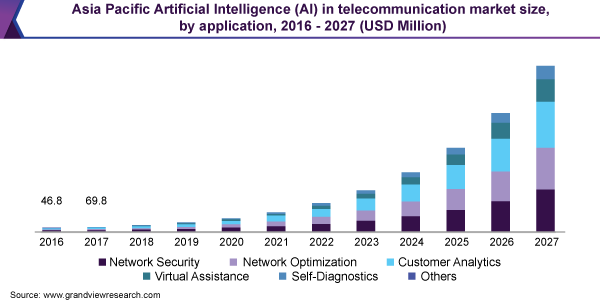 Asia Pacific Artificial Intelligence (AI) in telecommunication market size,
by application, 2016 - 2027 (USD Million)
46.8 69.8
2016 2017 2018 2019 2020 2021 2022 2023 2024 2025 2026 2027
Network Security Network Optimization Customer Analytics
Virtual Assistance Self-Diagnostics Others
Source: www.grandviewresearch.com